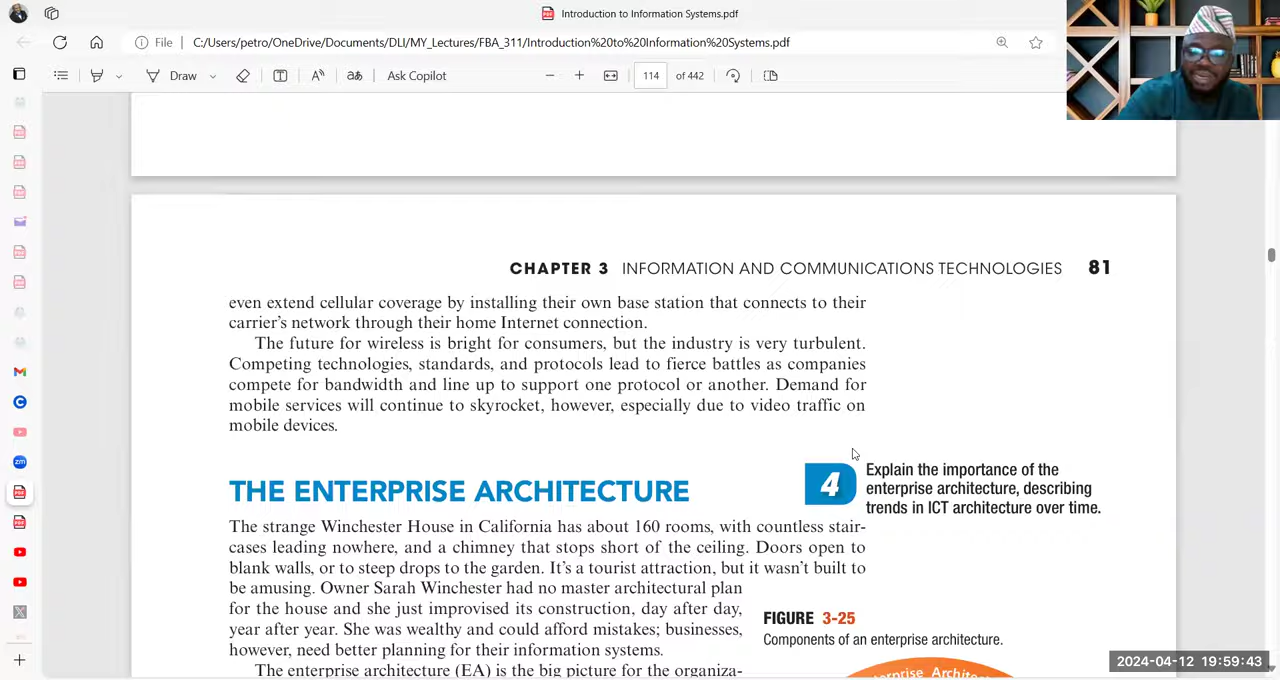 Introduction to Information Systems.pdf
File C:/Users/petro/OneDrive/Documents/DLI/MY_Lectures/FBA_311/Introduction%20to%20Information%20Systems.pdf
Draw Ask Copilot 114 of 442
CHAPTER 3 INFORMATION AND COMMUNICATIONS TECHNOLOGIES 81
even extend cellular coverage by installing their own base station that connects to their
carrier's network through their home Internet connection.
The future for wireless is bright for consumers, but the industry is very turbulent.
Competing technologies, standards, and protocols lead to fierce battles as companies
compete for bandwidth and line up to support one protocol or another. Demand for
mobile services will continue to skyrocket, however, especially due to video traffic on
mobile devices.
4 Explain the importance of the
enterprise architecture, describing
trends in ICT architecture over time.
THE ENTERPRISE ARCHITECTURE
The strange Winchester House in California has about 160 rooms, with countless stair-
cases leading nowhere, and a chimney that stops short of the ceiling. Doors open to
blank walls, or to steep drops to the garden. It's a tourist attraction, but it wasn't built to
be amusing. Owner Sarah Winchester had no master architectural plan
for the house and she just improvised its construction, day after day,
year after year. She was wealthy and could afford mistakes; businesses,
however, need better planning for their information systems.
The enterprise architecture (EA) is the big picture for the organiza-
FIGURE 3-25
Components of an enterprise architecture.
2024-04-12 19:59:43